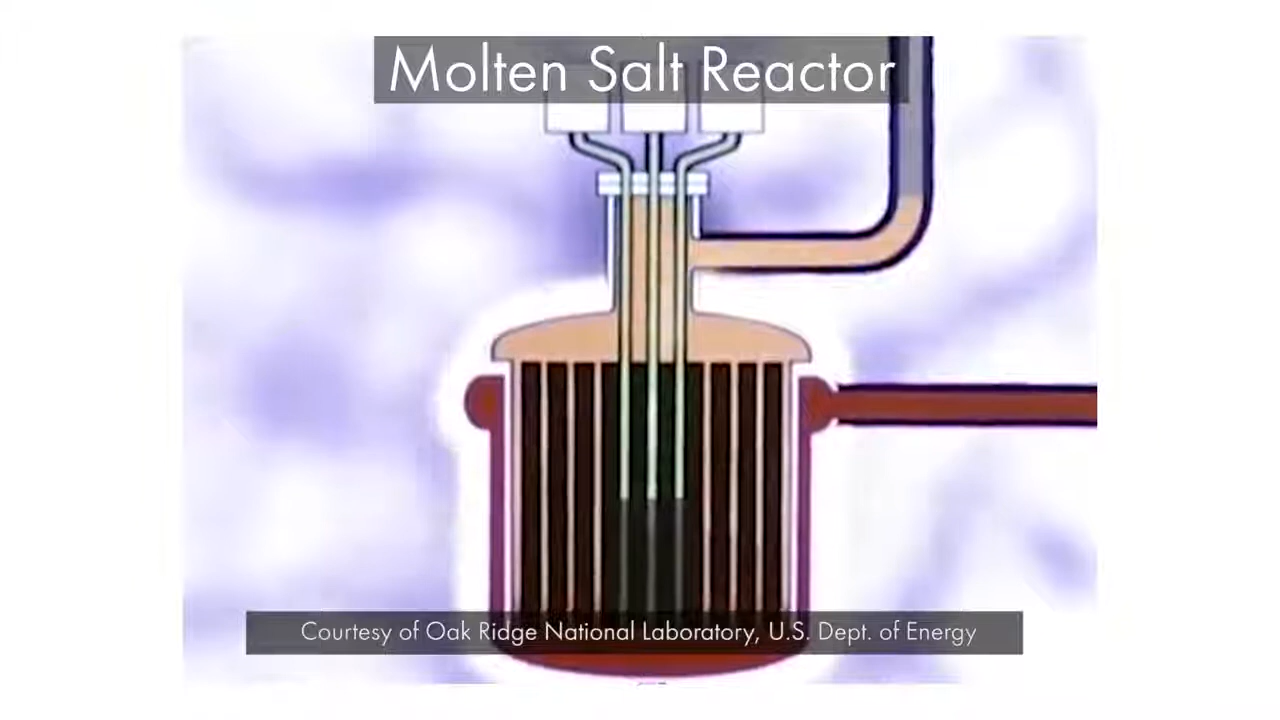 Molten Salt Reactor
Courtesy of Oak Ridge National Laboratory, U.S. Dept. of Energy